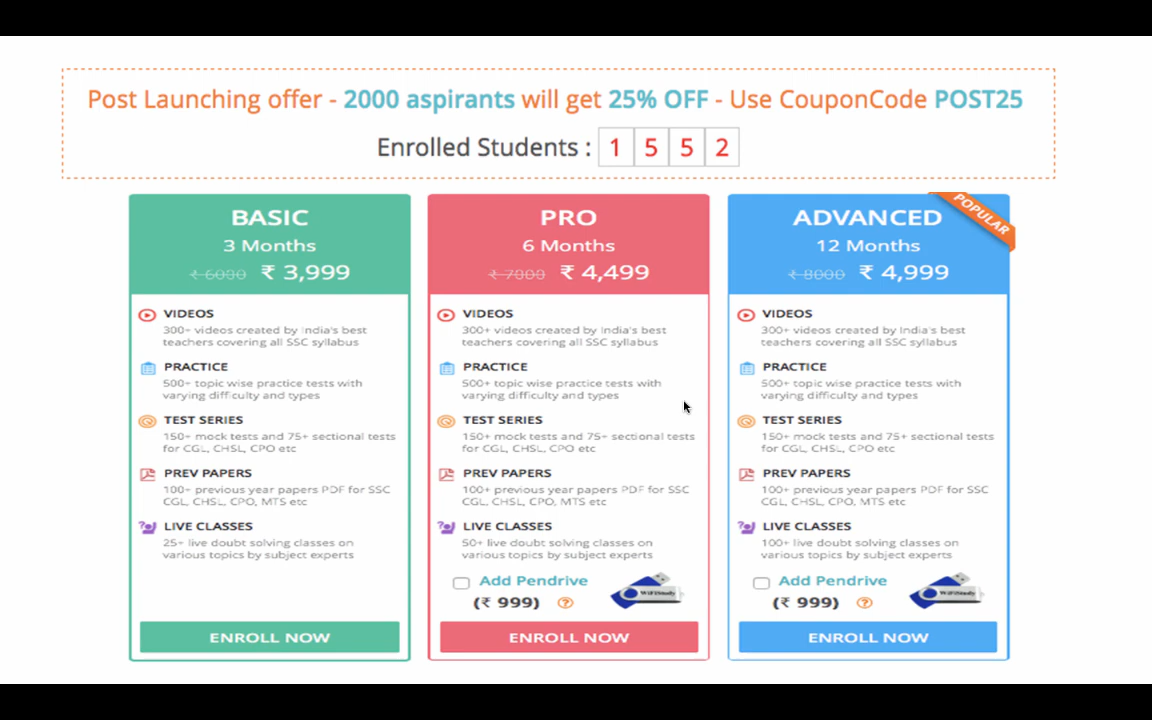 Post Launching offer - 2000 aspirants will get 25% OFF - Use CouponCode POST25
Enrolled Students : 1 5 5 2
BASIC
3 Months
₹ 6000 ₹ 3,999
VIDEOS
300+ videos created by India's best
teachers covering all SSC syllabus
PRACTICE
500+ topic wise practice tests with
varying difficulty and types
TEST SERIES
150+ mock tests and 75+ sectional tests
for CGL, CHSL, CPO etc
PREV PAPERS
100+ previous year papers PDF for SSC
CGL, CHSL, CPO, MTS etc
LIVE CLASSES
25+ live doubt solving classes on
various topics by subject experts
ENROLL NOW
PRO
6 Months
₹ 7000 ₹ 4,499
VIDEOS
300+ videos created by India's best
teachers covering all SSC syllabus
PRACTICE
500+ topic wise practice tests with
varying difficulty and types
TEST SERIES
150+ mock tests and 75+ sectional tests
for CGL, CHSL, CPO etc
PREV PAPERS
100+ previous year papers PDF for SSC
CGL, CHSL, CPO, MTS etc
LIVE CLASSES
50+ live doubt solving classes on
various topics by subject experts
Add Pendrive
(₹ 999) ?
WiFiStudy
ENROLL NOW
POPULAR
ADVANCED
12 Months
₹ 8000 ₹ 4,999
VIDEOS
300+ videos created by India's best
teachers covering all SSC syllabus
PRACTICE
500+ topic wise practice tests with
varying difficulty and types
TEST SERIES
150+ mock tests and 75+ sectional tests
for CGL, CHSL, CPO etc
PREV PAPERS
100+ previous year papers PDF for SSC
CGL, CHSL, CPO, MTS etc
LIVE CLASSES
100+ live doubt solving classes on
various topics by subject experts
Add Pendrive
(₹ 999) ?
WiFiStudy
ENROLL NOW